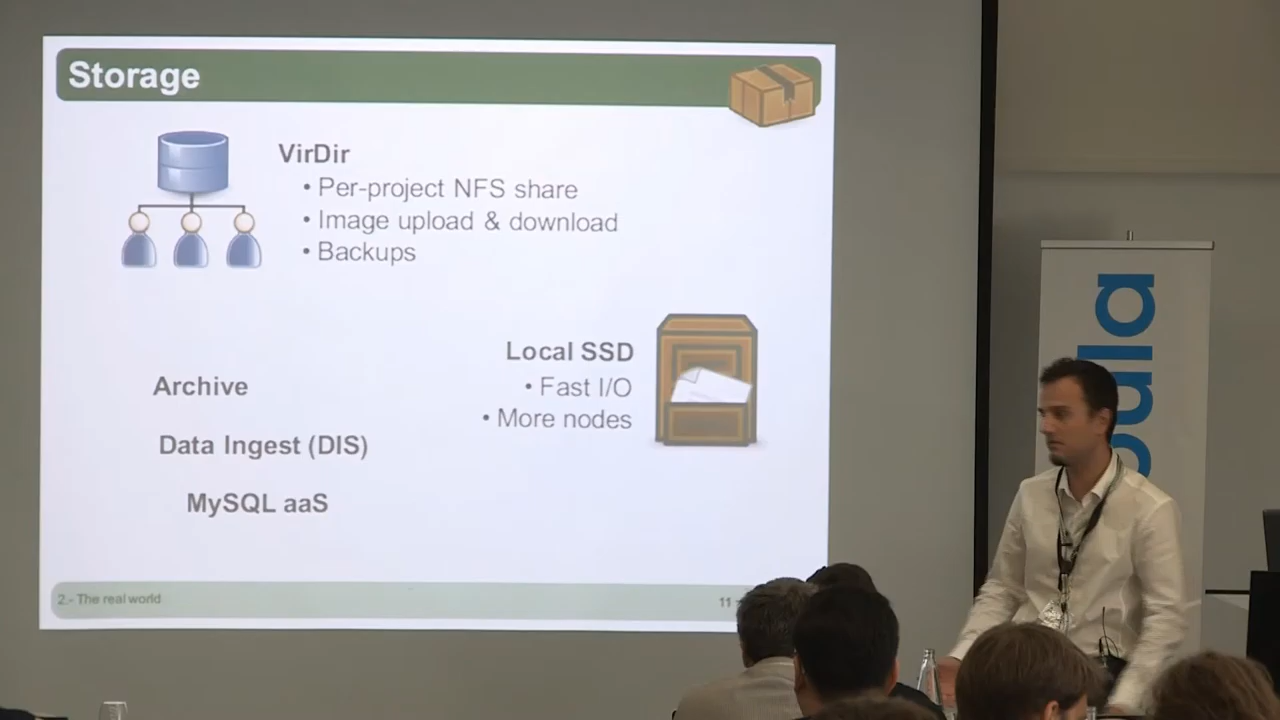 Storage
VirDir
• Per-project NFS share
• Image upload & download
• Backups
Local SSD
• Fast I/O
• More nodes
Archive
Data Ingest (DIS)
MySQL aaS
2.- The real world
11
bula